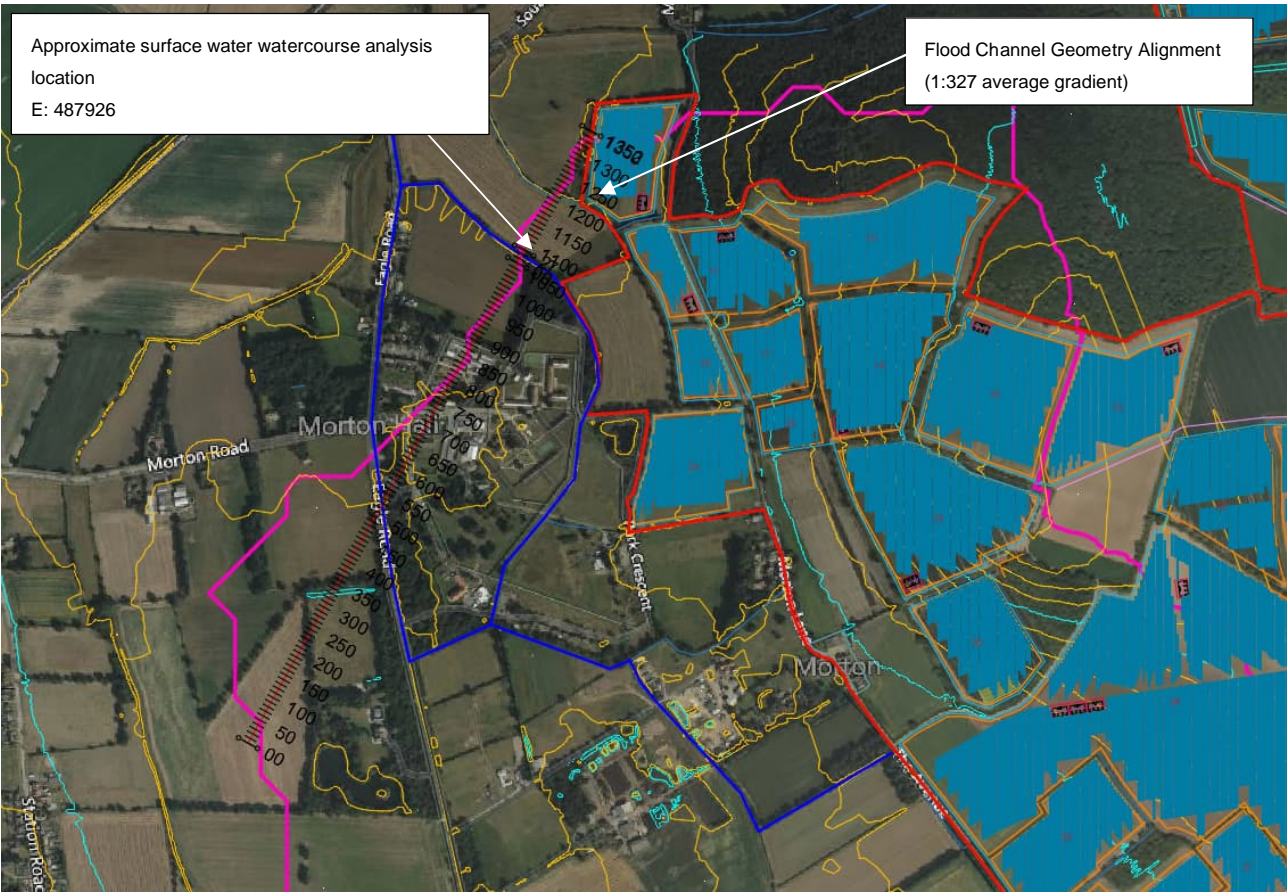 Approximate surface water watercourse analysis
location
E: 487926
Flood Channel Geometry Alignment
(1:327 average gradient)
1350
1300
1250
1200
1150
1100
1050
1000
950
900
850
800
750
700
650
600
550
500
400
350
300
250
200
150
100
50
00
Eagle Road
Morton Hall
Morton Road
Morton
The Avenue
Station Road